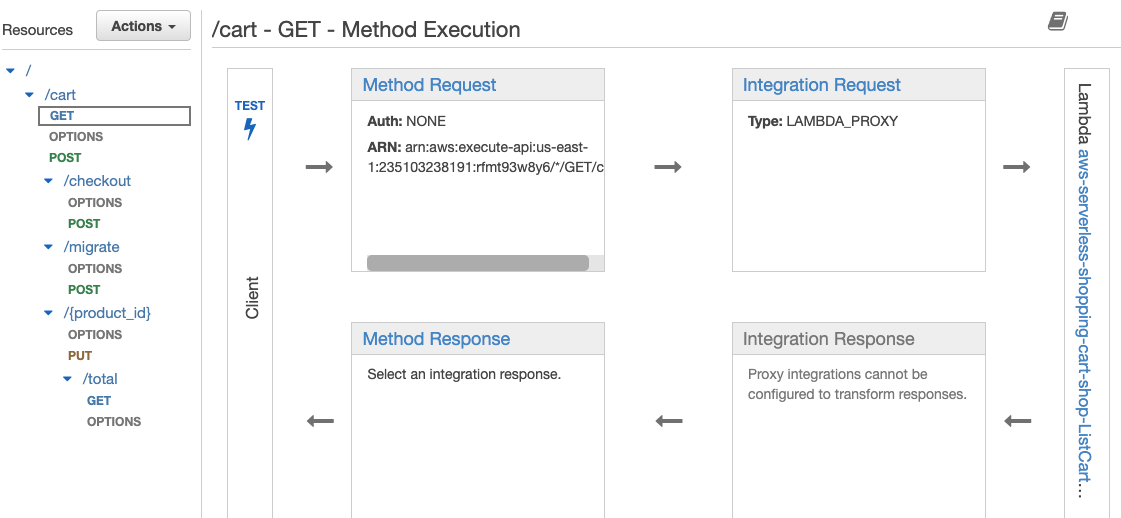 Resources
Actions
/
/cart
GET
OPTIONS
POST
/checkout
OPTIONS
POST
/migrate
OPTIONS
POST
/{product_id}
OPTIONS
PUT
/total
GET
OPTIONS
/cart - GET - Method Execution
TEST
Client
Method Request
Auth: NONE
ARN: arn:aws:execute-api:us-east-
1:235103238191:rfmt93w8y6/*/GET/c
Integration Request
Type: LAMBDA_PROXY
Method Response
Select an integration response.
Integration Response
Proxy integrations cannot be
configured to transform responses.
Lambda aws-serverless-shopping-cart-shop-ListCart…